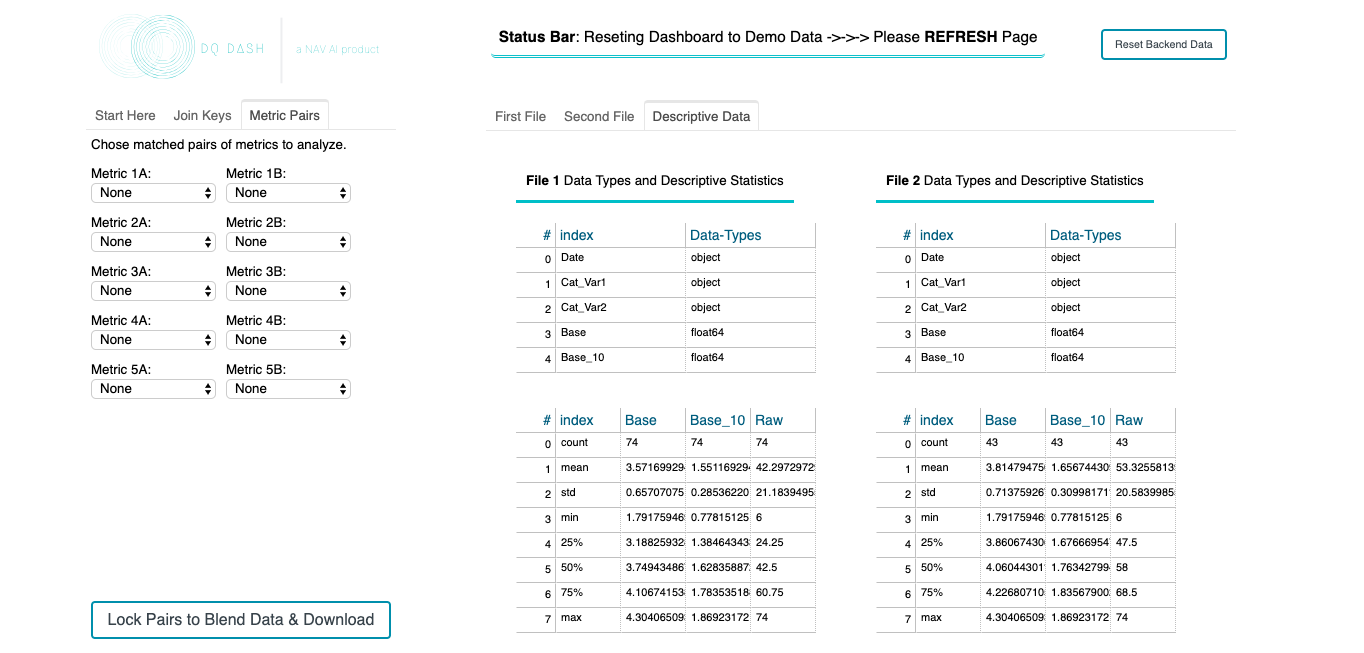 DQ DASH
a NAV AI product
Status Bar: Reseting Dashboard to Demo Data ->->-> Please REFRESH Page
Reset Backend Data
Start Here Join Keys Metric Pairs
Chose matched pairs of metrics to analyze.
Metric 1A: Metric 1B:
None None
Metric 2A: Metric 2B:
None None
Metric 3A: Metric 3B:
None None
Metric 4A: Metric 4B:
None None
Metric 5A: Metric 5B:
None None
Lock Pairs to Blend Data & Download
First File Second File Descriptive Data
File 1 Data Types and Descriptive Statistics
# index Data-Types
0 Date object
1 Cat_Var1 object
2 Cat_Var2 object
3 Base float64
4 Base_10 float64
# index Base Base_10 Raw
0 count 74 74 74
1 mean 3.571699294 1.551169294 42.2972972
2 std 0.65707075 0.28536220 21.1839495
3 min 1.791759469 0.77815125 6
4 25% 3.18825932 1.38464343 24.25
5 50% 3.74943486 1.62835887 42.5
6 75% 4.10674153 1.78353518 60.75
7 max 4.30406509 1.86923172 74
File 2 Data Types and Descriptive Statistics
# index Data-Types
0 Date object
1 Cat_Var1 object
2 Cat_Var2 object
3 Base float64
4 Base_10 float64
# index Base Base_10 Raw
0 count 43 43 43
1 mean 3.81479475 1.65674430 53.3255813
2 std 0.71375926 0.30998171 20.5839985
3 min 1.791759469 0.77815125 6
4 25% 3.86067430 1.67666954 47.5
5 50% 4.06044301 1.76342799 58
6 75% 4.22680710 1.83567900 68.5
7 max 4.30406509 1.86923172 74